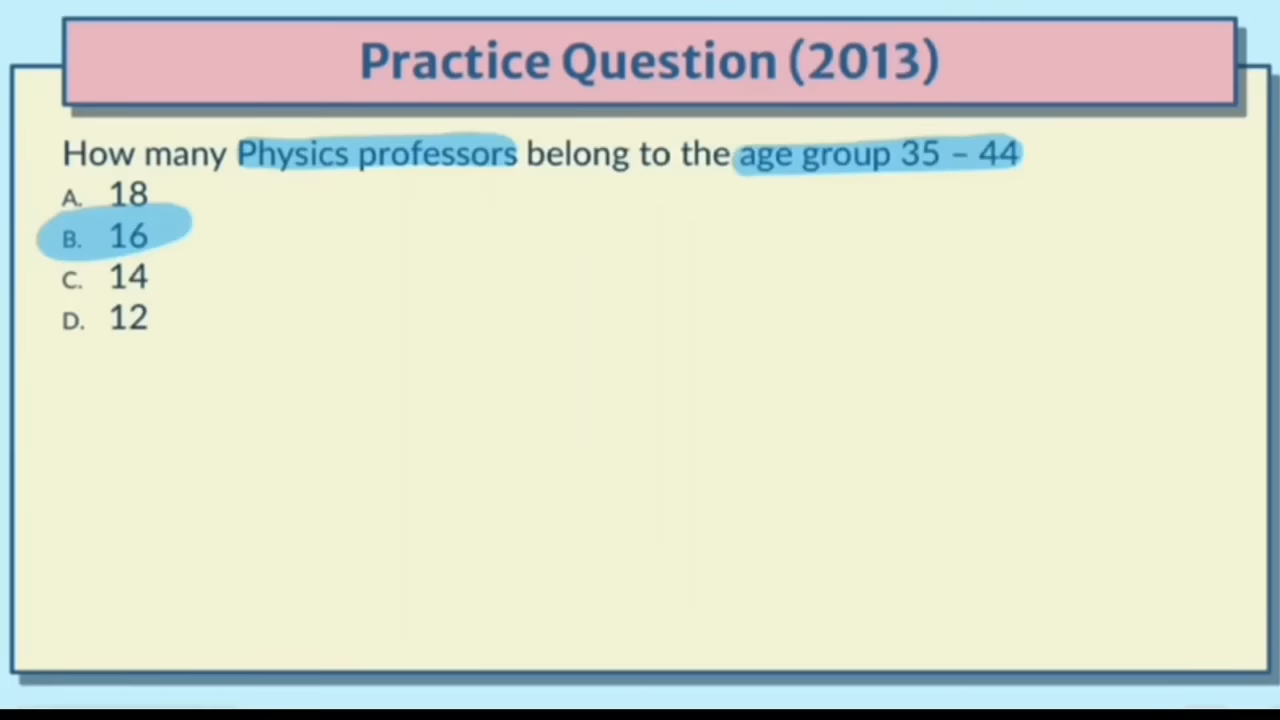 Practice Question (2013)
How many Physics professors belong to the age group 35 – 44
A. 18
B. 16
C. 14
D. 12